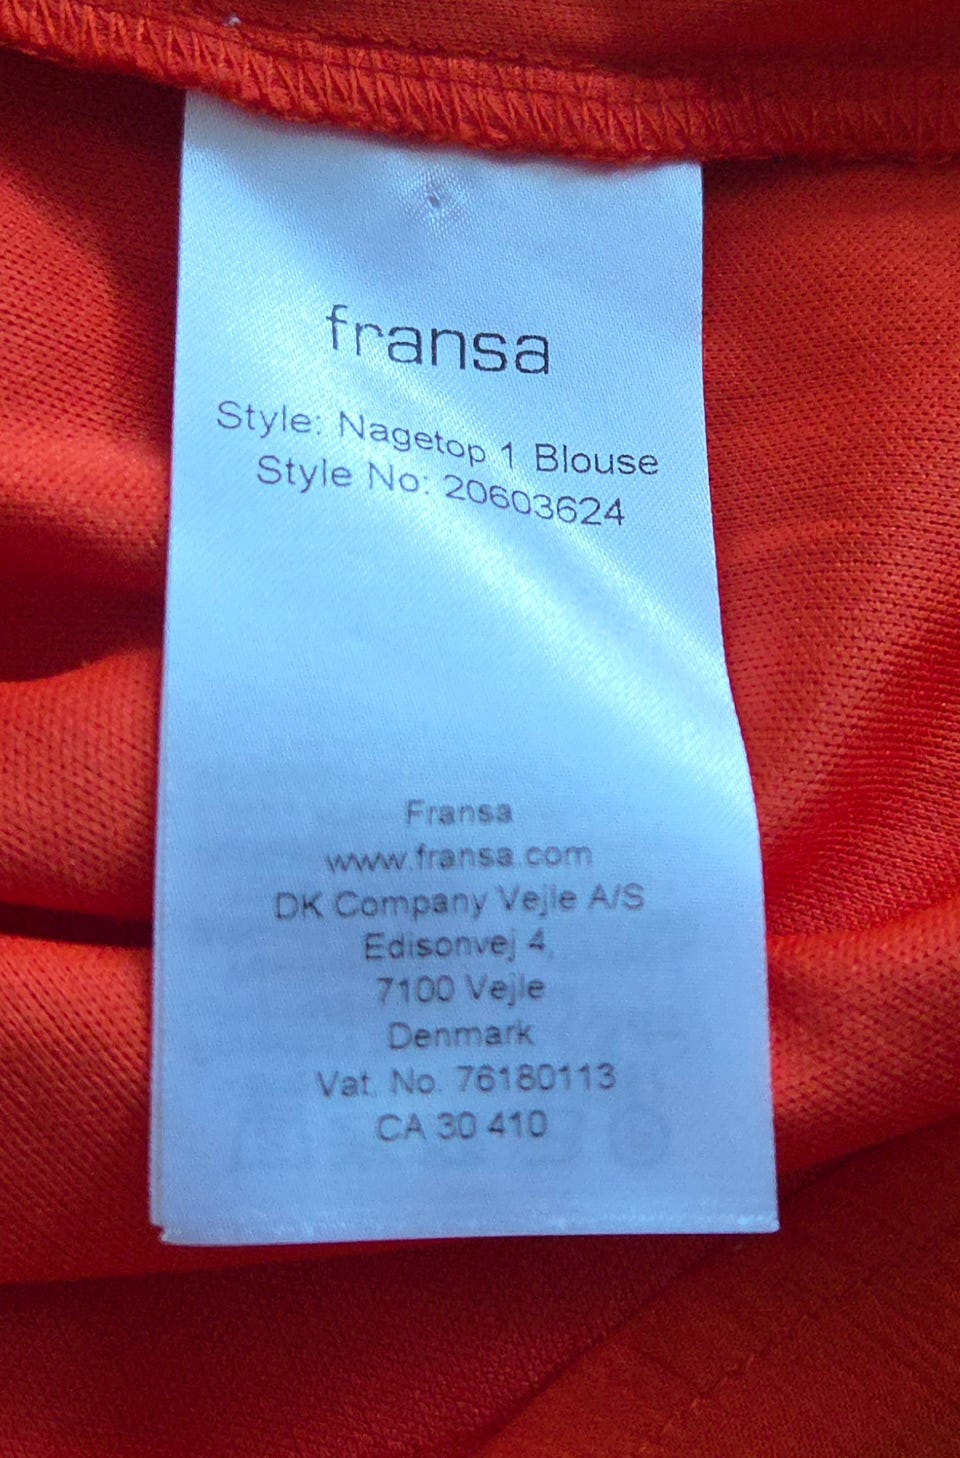 fransa
Style: Nagetop 1 Blouse
Style No: 20603624
Fransa
www.fransa.com
DK Company Vejle A/S
Edisonvej 4,
7100 Vejle
Denmark
Vat. No. 76180113
CA 30 410